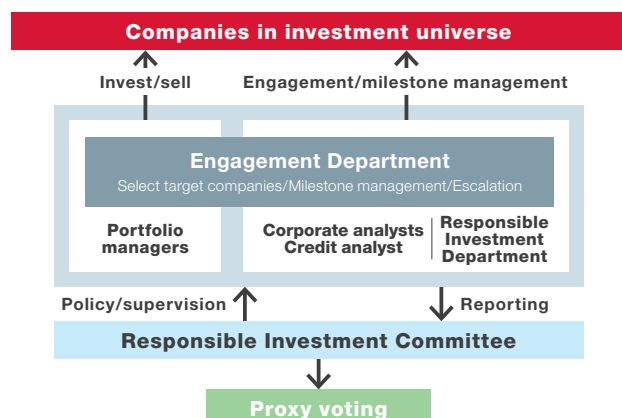 Companies in investment universe
Invest/sell
Engagement/milestone management
Engagement Department
Select target companies/Milestone management/Escalation
Portfolio
managers
Corporate analysts
Credit analyst
Responsible
Investment
Department
Policy/supervision
Reporting
Responsible Investment Committee
Proxy voting